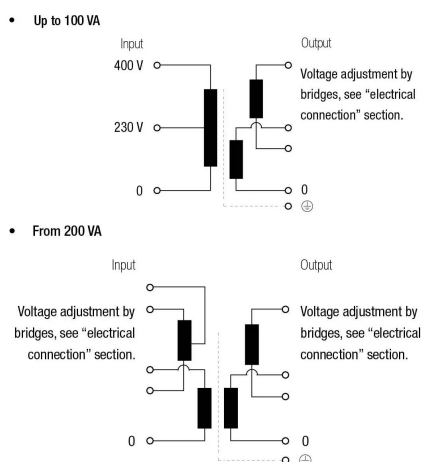 • Up to 100 VA
Input
Output
400 V
Voltage adjustment by
bridges, see “electrical
connection” section.
230 V
0
0
• From 200 VA
Input
Output
Voltage adjustment by
bridges, see “electrical
connection” section.
Voltage adjustment by
bridges, see “electrical
connection” section.
0
0